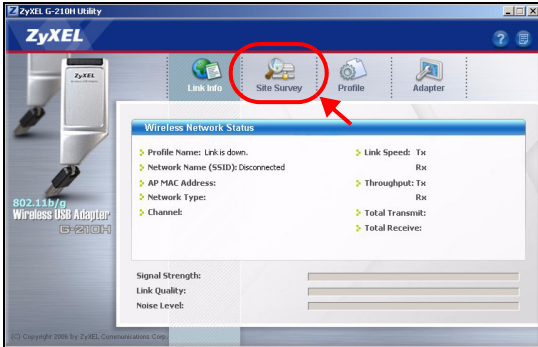 ZyXEL G-210H Utility
ZyXEL
Link Info
Site Survey
Profile
Adapter
ZyXEL
Wireless Network Status
Profile Name: Link is down.
Network Name (SSID): Disconnected
AP MAC Address:
Network Type:
Channel:
Link Speed: Tx
Rx
Throughput: Tx
Rx
Total Transmit:
Total Receive:
802.11b/g
Wireless USB Adapter
G-210H
Signal Strength:
Link Quality:
Noise Level:
(C) Copyright 2006 by ZyXEL Communications Corp.